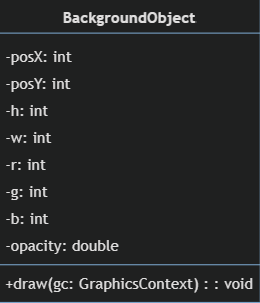 BackgroundObject
-posX: int
-posY: int
-h: int
-w: int
-r: int
-g: int
-b: int
-opacity: double
+draw(gc: GraphicsContext) : : void